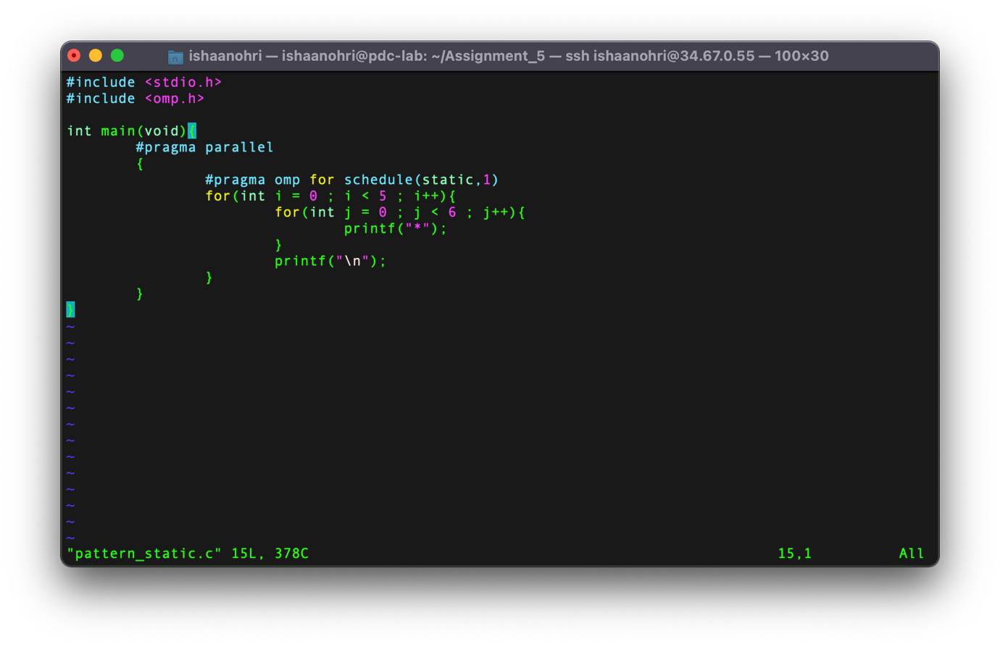 ishaanohri — ishaanohri@pdc-lab: ~/Assignment_5 — ssh ishaanohri@34.67.0.55 — 100×30
#include <stdio.h>
#include <omp.h>

int main(void){
        #pragma parallel
        {
                #pragma omp for schedule(static,1)
                for(int i = 0 ; i < 5 ; i++){
                        for(int j = 0 ; j < 6 ; j++){
                                printf("*");
                        }
                        printf("\n");
                }
        }
}
~
~
~
~
~
~
~
~
~
~
~
~
~
~
"pattern_static.c" 15L, 378C                                                      15,1          All